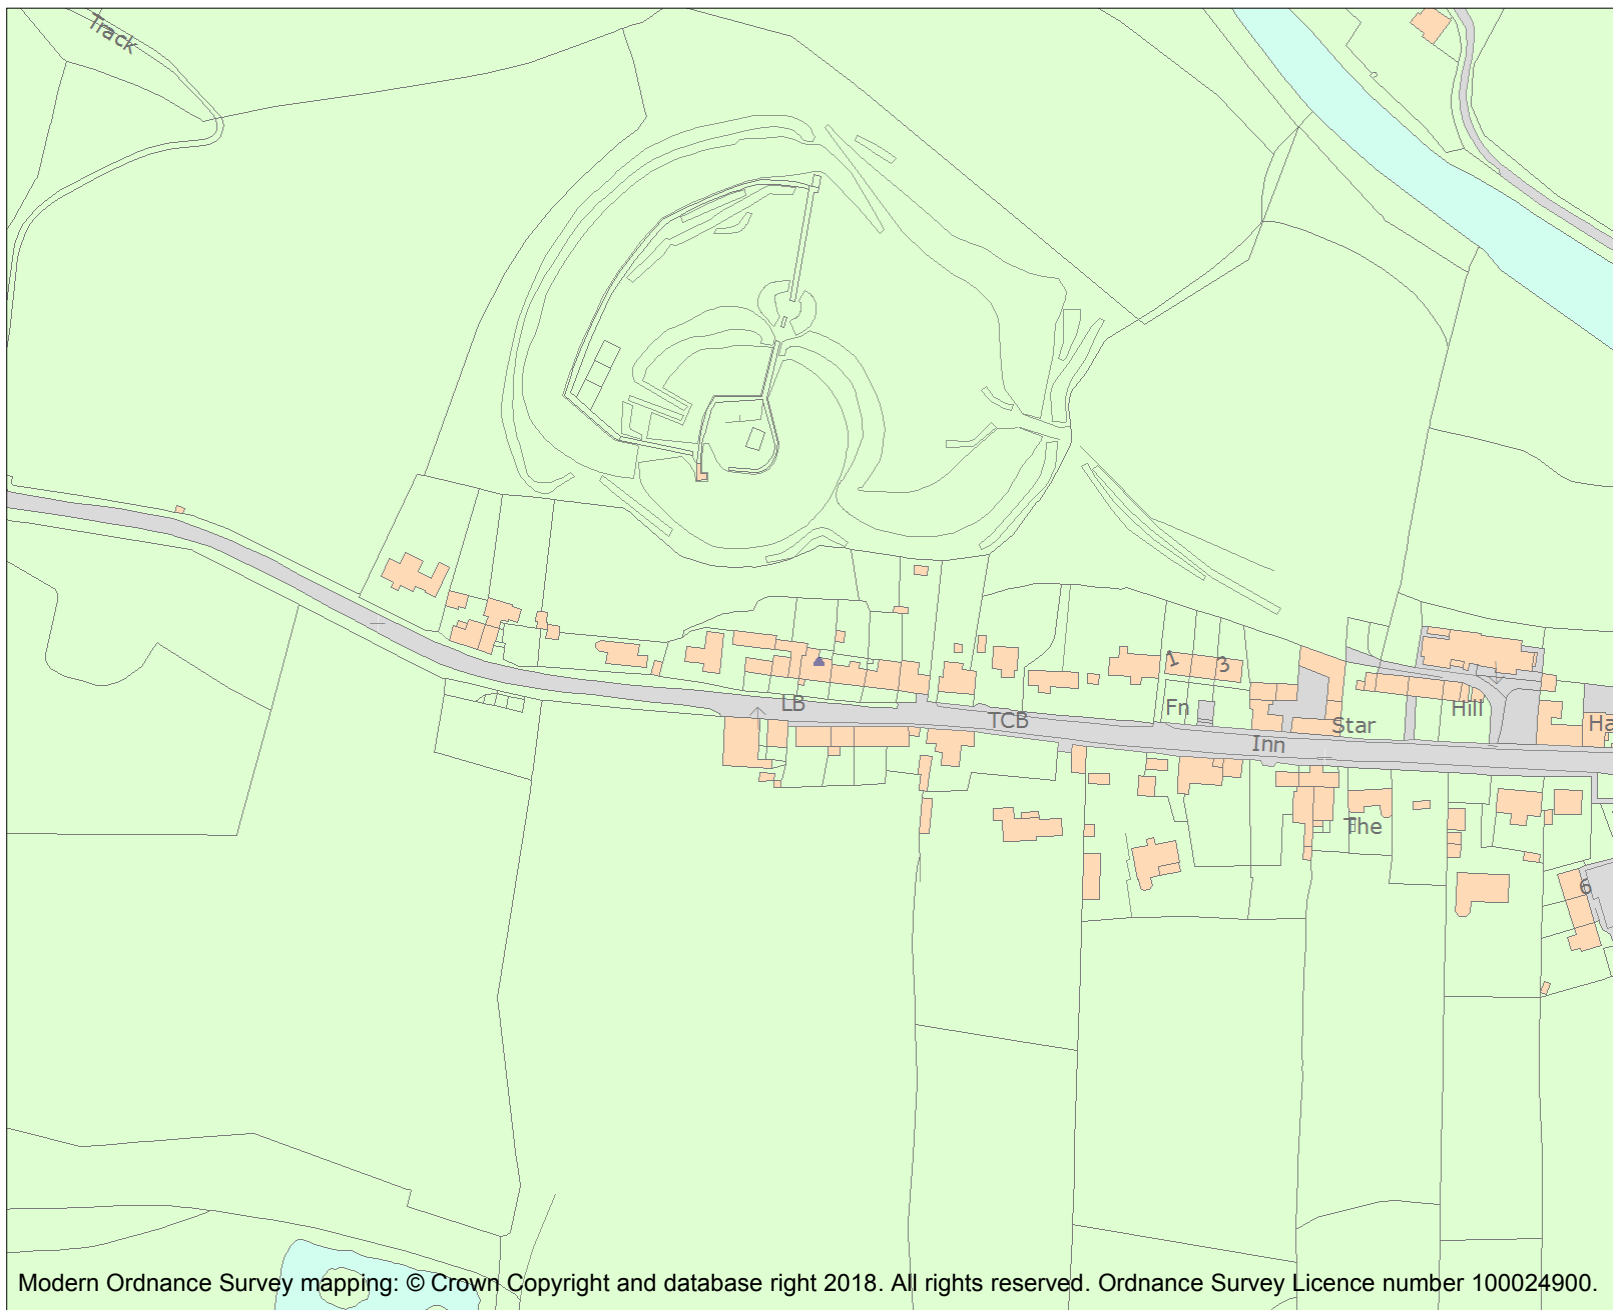 Track
1
3
LB
TCB
Fn
Hill
Star
Ha
Inn
The
6
Modern Ordnance Survey mapping: © Crown Copyright and database right 2018. All rights reserved. Ordnance Survey Licence number 100024900.